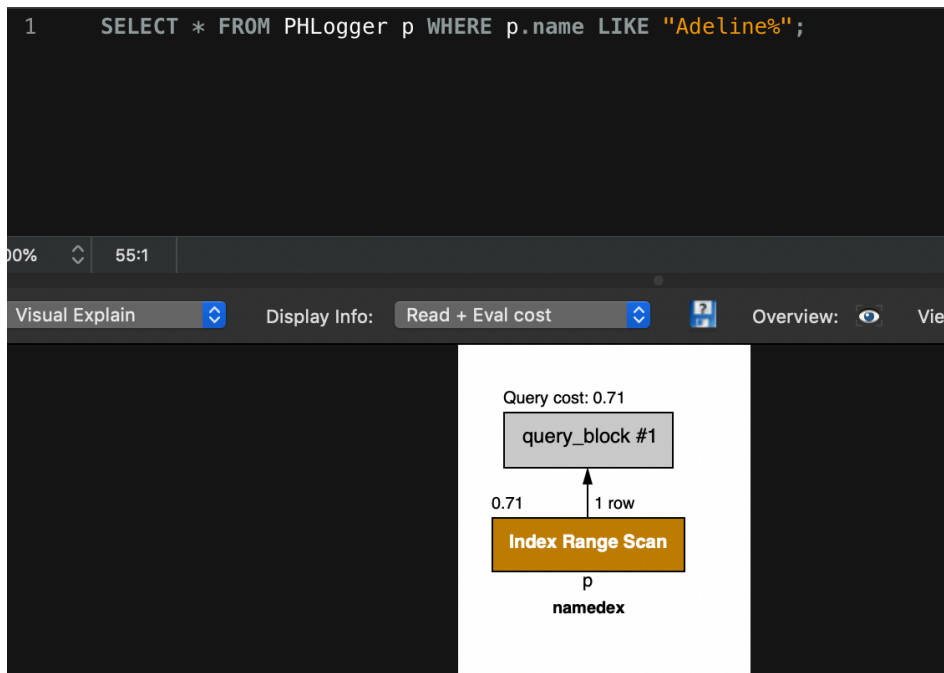 1 SELECT * FROM PHLogger p WHERE p.name LIKE "Adeline%";
00% 55:1
Visual Explain Display Info: Read + Eval cost Overview: Vie
Query cost: 0.71
query_block #1
0.71 1 row
Index Range Scan
p
namedex